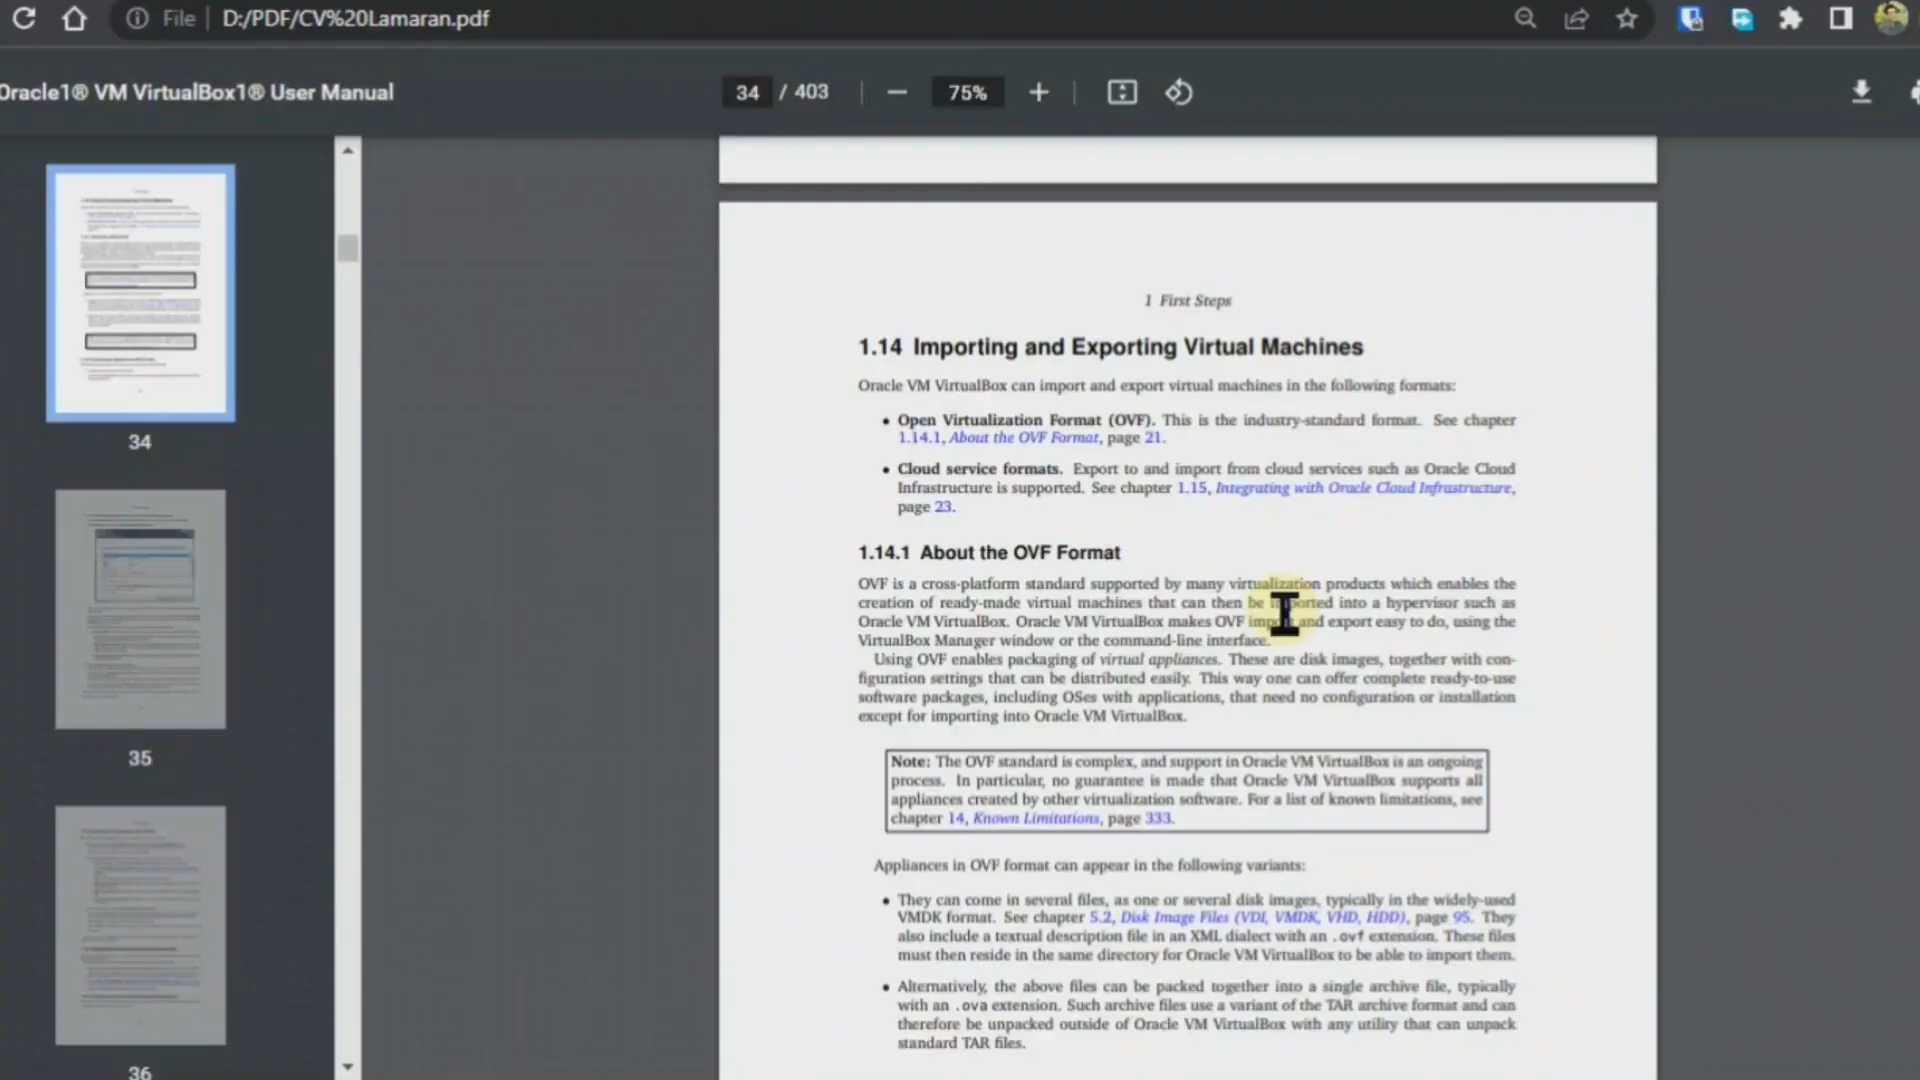 File D:/PDF/CV%20Lamaran.pdf
Oracle1® VM VirtualBox1® User Manual
34 / 403
75%
34
35
36
1 First Steps
1.14 Importing and Exporting Virtual Machines
Oracle VM VirtualBox can import and export virtual machines in the following formats:
• Open Virtualization Format (OVF). This is the industry-standard format. See chapter
1.14.1, About the OVF Format, page 21.
• Cloud service formats. Export to and import from cloud services such as Oracle Cloud
Infrastructure is supported. See chapter 1.15, Integrating with Oracle Cloud Infrastructure,
page 23.
1.14.1 About the OVF Format
OVF is a cross-platform standard supported by many virtualization products which enables the
creation of ready-made virtual machines that can then be imported into a hypervisor such as
Oracle VM VirtualBox. Oracle VM VirtualBox makes OVF import and export easy to do, using the
VirtualBox Manager window or the command-line interface.
Using OVF enables packaging of virtual appliances. These are disk images, together with con-
figuration settings that can be distributed easily. This way one can offer complete ready-to-use
software packages, including OSes with applications, that need no configuration or installation
except for importing into Oracle VM VirtualBox.
Note: The OVF standard is complex, and support in Oracle VM VirtualBox is an ongoing
process. In particular, no guarantee is made that Oracle VM VirtualBox supports all
appliances created by other virtualization software. For a list of known limitations, see
chapter 14, Known Limitations, page 333.
Appliances in OVF format can appear in the following variants:
• They can come in several files, as one or several disk images, typically in the widely-used
VMDK format. See chapter 5.2, Disk Image Files (VDI, VMDK, VHD, HDD), page 95. They
also include a textual description file in an XML dialect with an .ovf extension. These files
must then reside in the same directory for Oracle VM VirtualBox to be able to import them.
• Alternatively, the above files can be packed together into a single archive file, typically
with an .ova extension. Such archive files use a variant of the TAR archive format and can
therefore be unpacked outside of Oracle VM VirtualBox with any utility that can unpack
standard TAR files.